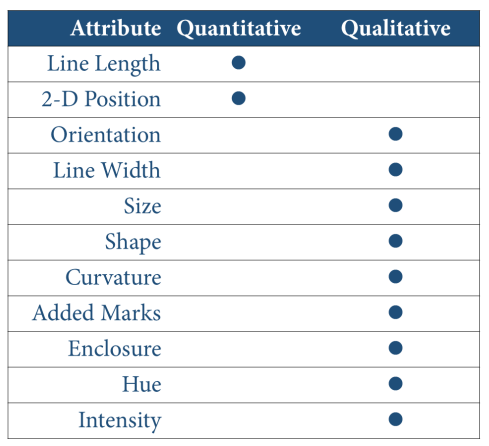 Attribute Quantitative Qualitative
Line Length ●
2-D Position ●
Orientation ●
Line Width ●
Size ●
Shape ●
Curvature ●
Added Marks ●
Enclosure ●
Hue ●
Intensity ●